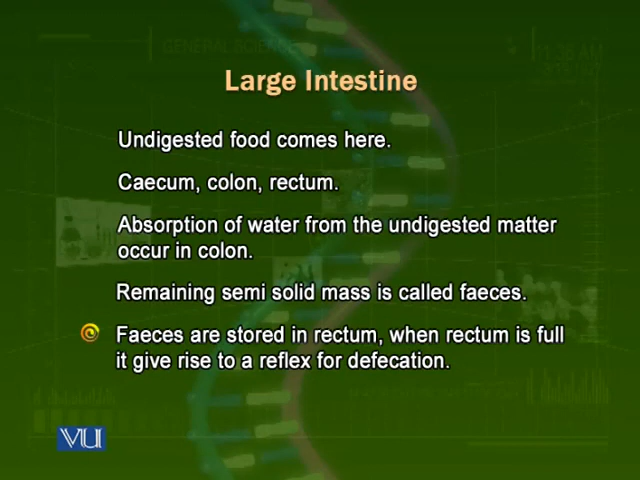 GENERAL SCIENCE
Large Intestine
Undigested food comes here.
Caecum, colon, rectum.
Absorption of water from the undigested matter
occur in colon.
Remaining semi solid mass is called faeces.
Faeces are stored in rectum, when rectum is full
it give rise to a reflex for defecation.
VU